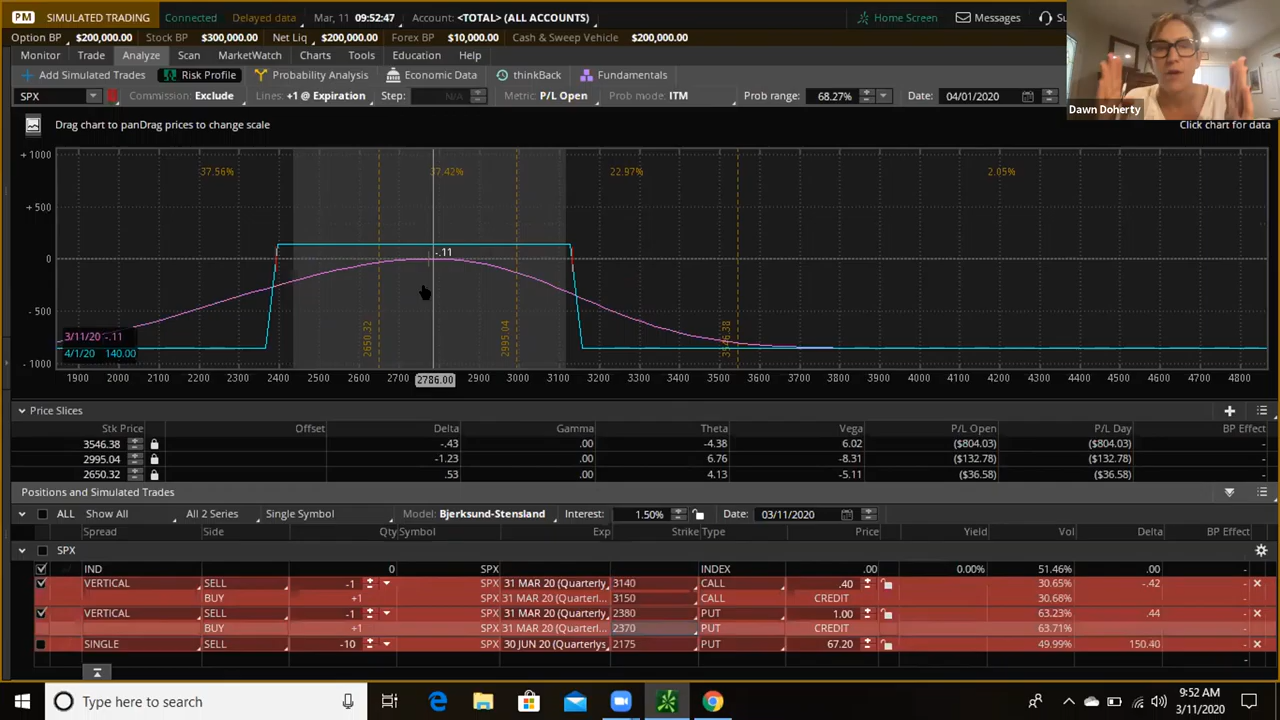 PM SIMULATED TRADING Connected Delayed data Mar, 11 09:52:47 Account: <TOTAL> (ALL ACCOUNTS) Home Screen Messages Su
Option BP $200,000.00 Stock BP $300,000.00 Net Liq $200,000.00 Forex BP $10,000.00 Cash & Sweep Vehicle $200,000.00
Monitor Trade Analyze Scan MarketWatch Charts Tools Education Help
Add Simulated Trades Risk Profile Probability Analysis Economic Data thinkBack Fundamentals
SPX Commission: Exclude Lines: +1 @ Expiration Step: N/A Metric: P/L Open Prob mode: ITM Prob range: 68.27% Date: 04/01/2020
Dawn Doherty
Drag chart to panDrag prices to change scale Click chart for data
+1000
37.56% 37.42% 22.97% 2.05%
+500
-.11
0
-500
2650.32 2995.04 3546.38
3/11/20 -.11
4/1/20 140.00
-1000
1900 2000 2100 2200 2300 2400 2500 2600 2700 2786.00 2900 3000 3100 3200 3300 3400 3500 3600 3700 3800 3900 4000 4100 4200 4300 4400 4500 4600 4700 4800
Price Slices
Stk Price Offset Delta Gamma Theta Vega P/L Open P/L Day BP Effect
3546.38 -.43 .00 -4.38 6.02 ($804.03) ($804.03) -
2995.04 -1.23 .00 6.76 -8.31 ($132.78) ($132.78) -
2650.32 .53 .00 4.13 -5.11 ($36.58) ($36.58) -
Positions and Simulated Trades
ALL Show All All 2 Series Single Symbol Model: Bjerksund-Stensland Interest: 1.50% Date: 03/11/2020
Spread Side Qty Symbol Exp Strike Type Price Yield Vol Delta BP Effect
SPX
IND 0 SPX INDEX .00 0.00% 51.46% .00 -
VERTICAL SELL -1 SPX 31 MAR 20 (Quarterly 3140 CALL .40 30.65% -.42 -
BUY +1 SPX 31 MAR 20 (Quarterl... 3150 CALL CREDIT 30.68%
VERTICAL SELL -1 SPX 31 MAR 20 (Quarterly 2380 PUT 1.00 63.23% .44 -
BUY +1 SPX 31 MAR 20 (Quarterl... 2370 PUT CREDIT 63.71%
SINGLE SELL -10 SPX 30 JUN 20 (Quarterlys 2175 PUT 67.20 49.99% 150.40 -
Type here to search
9:52 AM
3/11/2020